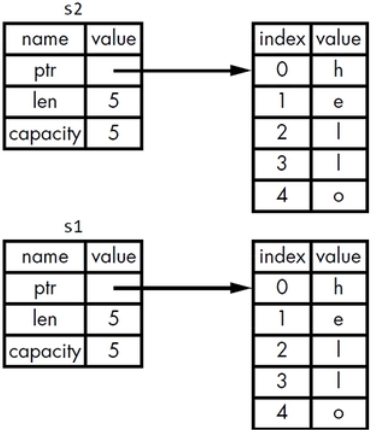 s2
name value index value
ptr 0 h
len 5 1 e
capacity 5 2 l
3 l
4 o
s1
name value index value
ptr 0 h
len 5 1 e
capacity 5 2 l
3 l
4 o